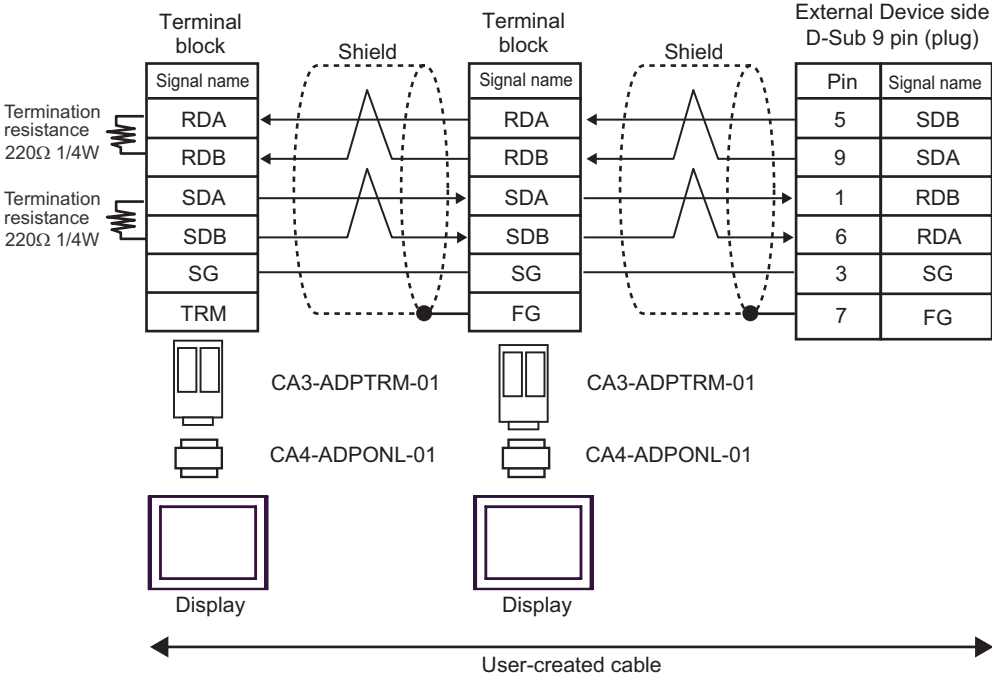 Terminal
block
Shield
Terminal
block
Shield
External Device side
D-Sub 9 pin (plug)
Signal name
Signal name
Pin
Signal name
Termination
resistance
220Ω 1/4W
RDA
RDA
5
SDB
RDB
RDB
9
SDA
Termination
resistance
220Ω 1/4W
SDA
SDA
1
RDB
SDB
SDB
6
RDA
SG
SG
3
SG
TRM
FG
7
FG
CA3-ADPTRM-01
CA3-ADPTRM-01
CA4-ADPONL-01
CA4-ADPONL-01
Display
Display
User-created cable